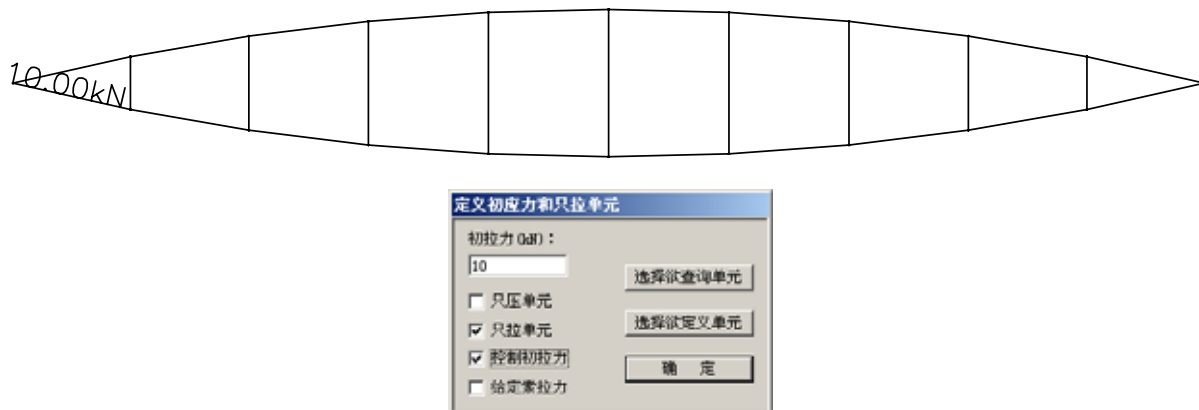 10.00kN
定义初应力和只拉单元
初拉力(kN)：
10
选择欲查询单元
只压单元
选择欲定义单元
只拉单元
控制初拉力
确 定
给定索拉力